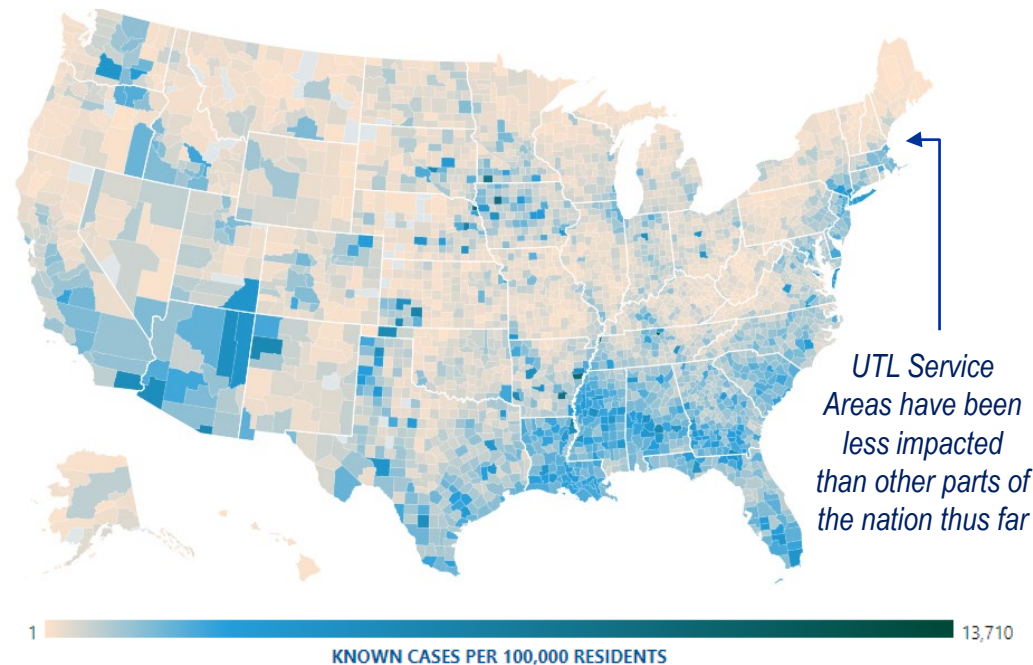 UTL Service
Areas have been
less impacted
than other parts of
the nation thus far
1
13,710
KNOWN CASES PER 100,000 RESIDENTS